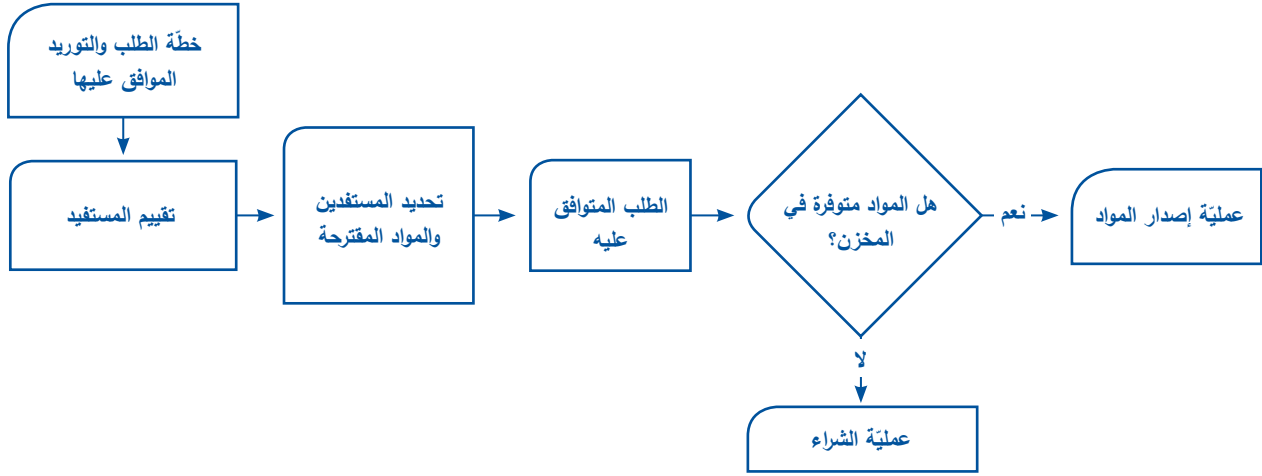 خطّة الطلب والتوريد
الموافق عليها
تقييم المستفيد
تحديد المستفدين
والمواد المقترحة
الطلب المتوافق
عليه
هل المواد متوفرة في
المخزن؟
نعم
عمليّة إصدار المواد
لا
عمليّة الشراء